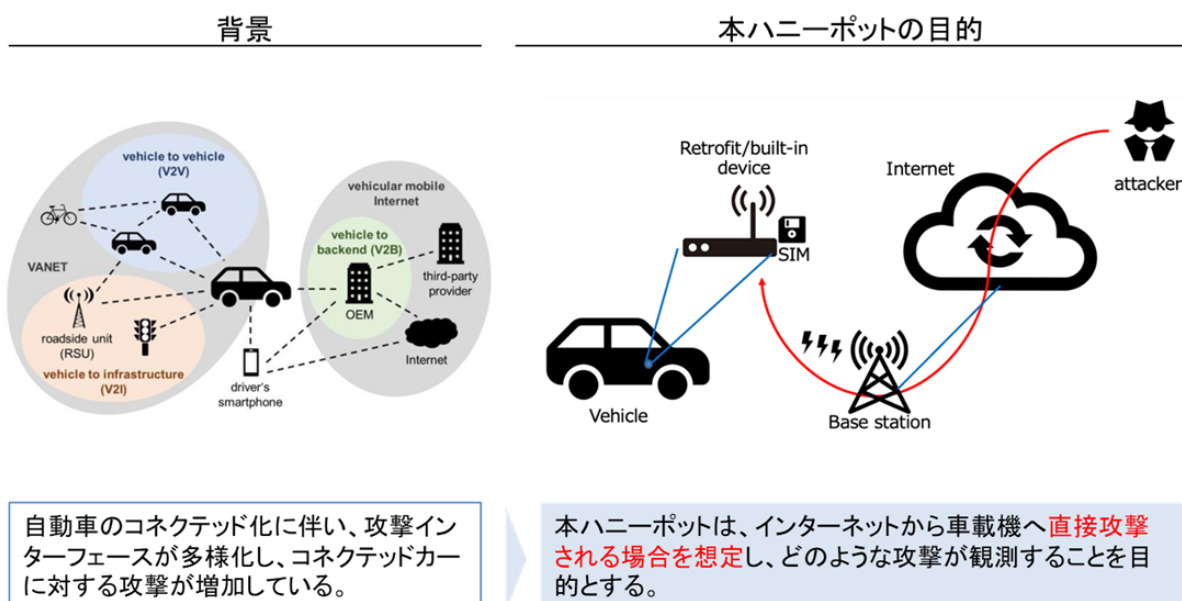 背景
vehicle to vehicle
(V2V)
VANET
roadside unit
(RSU)
vehicle to infrastructure
(V2I)
driver's
smartphone
vehicular mobile
Internet
vehicle to
backend (V2B)
OEM
third-party
provider
Internet
自動車のコネクテッド化に伴い、攻撃イン
ターフェースが多様化し、コネクテッドカー
に対する攻撃が増加している。
本ハニーポットの目的
Retrofit/built-in
device
SIM
Internet
attacker
Vehicle
Base station
本ハニーポットは、インターネットから車載機へ直接攻撃
される場合を想定し、どのような攻撃が観測することを目
的とする。